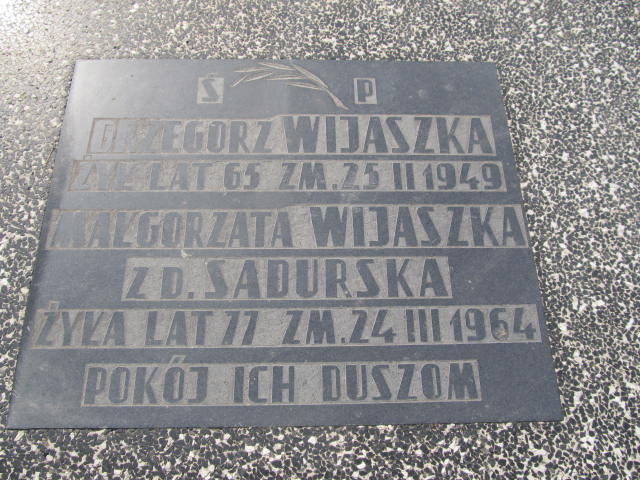 Ś P
GRZEGORZ WIJASZKA
ŻYŁ LAT 65 ZM. 25 II 1949
MAŁGORZATA WIJASZKA
Z D. SADURSKA
ŻYŁA LAT 77 ZM. 24 III 1964
POKÓJ ICH DUSZOM